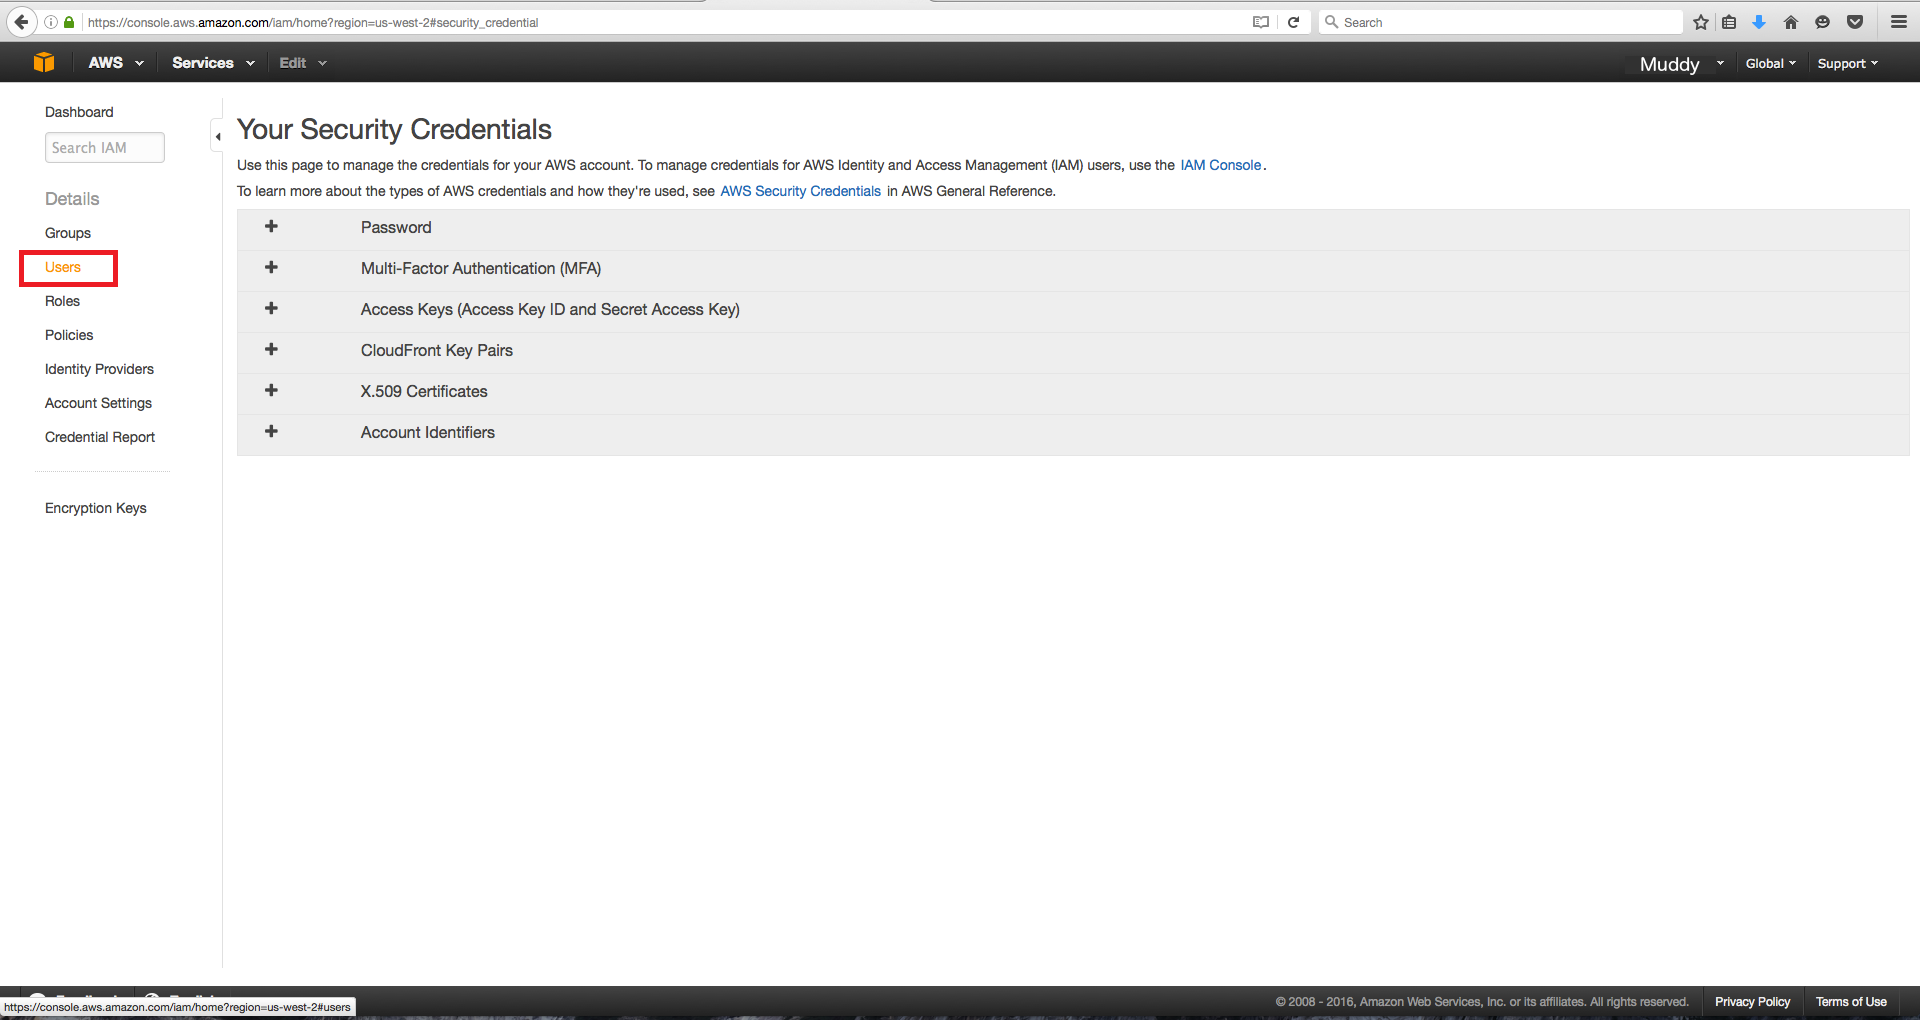 https://console.aws.amazon.com/iam/home?region=us-west-2#security_credential
Search
AWS
Services
Edit
Muddy
Global
Support
Dashboard
Search IAM
Details
Groups
Users
Roles
Policies
Identity Providers
Account Settings
Credential Report
Encryption Keys
Your Security Credentials
Use this page to manage the credentials for your AWS account. To manage credentials for AWS Identity and Access Management (IAM) users, use the IAM Console.
To learn more about the types of AWS credentials and how they're used, see AWS Security Credentials in AWS General Reference.
Password
Multi-Factor Authentication (MFA)
Access Keys (Access Key ID and Secret Access Key)
CloudFront Key Pairs
X.509 Certificates
Account Identifiers
https://console.aws.amazon.com/iam/home?region=us-west-2#users
© 2008 - 2016, Amazon Web Services, Inc. or its affiliates. All rights reserved.
Privacy Policy
Terms of Use